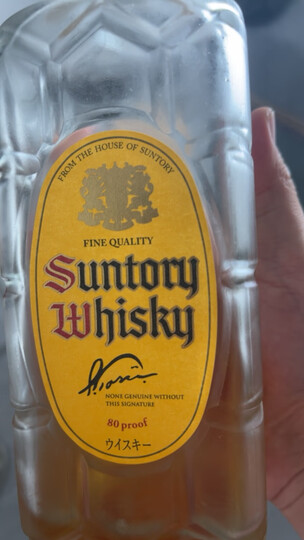 FROM THE HOUSE OF SUNTORY
FINE QUALITY
Suntory
Whisky
NONE GENUINE WITHOUT
THIS SIGNATURE
80 proof
ウイスキー